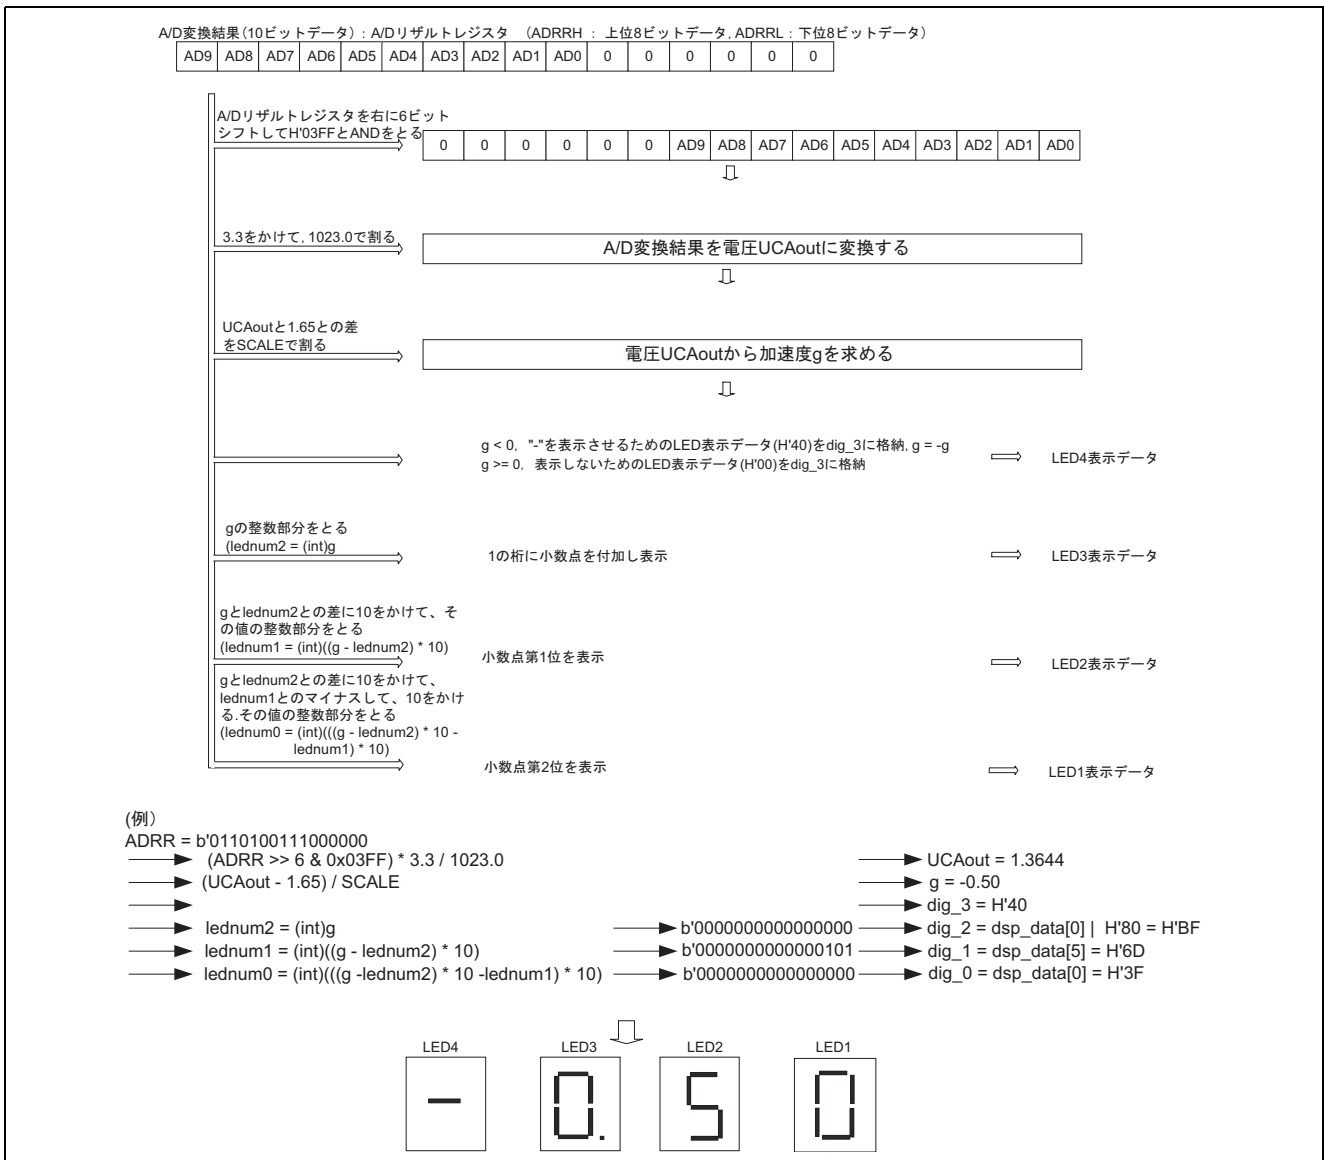 A/D変換結果(10ビットデータ)：A/Dリザルトレジスタ （ADRRH ： 上位8ビットデータ, ADRRL：下位8ビットデータ）
AD9 AD8 AD7 AD6 AD5 AD4 AD3 AD2 AD1 AD0 0 0 0 0 0 0
A/Dリザルトレジスタを右に6ビット
シフトしてH'03FFとANDをとる
0 0 0 0 0 0 AD9 AD8 AD7 AD6 AD5 AD4 AD3 AD2 AD1 AD0
3.3をかけて, 1023.0で割る
A/D変換結果を電圧UCAoutに変換する
UCAoutと1.65との差
をSCALEで割る
電圧UCAoutから加速度gを求める
g < 0, "-"を表示させるためのLED表示データ(H'40)をdig_3に格納, g = -g
g >= 0, 表示しないためのLED表示データ(H'00)をdig_3に格納
LED4表示データ
gの整数部分をとる
(lednum2 = (int)g
1の桁に小数点を付加し表示
LED3表示データ
gとlednum2との差に10をかけて、そ
の値の整数部分をとる
(lednum1 = (int)((g - lednum2) * 10)
小数点第1位を表示
LED2表示データ
gとlednum2との差に10をかけて、
lednum1とのマイナスして、10をかけ
る.その値の整数部分をとる
(lednum0 = (int)(((g - lednum2) * 10 -
lednum1) * 10)
小数点第2位を表示
LED1表示データ
(例）
ADRR = b'0110100111000000
(ADRR >> 6 & 0x03FF) * 3.3 / 1023.0 UCAout = 1.3644
(UCAout - 1.65) / SCALE g = -0.50
dig_3 = H'40
lednum2 = (int)g b'0000000000000000 dig_2 = dsp_data[0] | H'80 = H'BF
lednum1 = (int)((g - lednum2) * 10) b'0000000000000101 dig_1 = dsp_data[5] = H'6D
lednum0 = (int)(((g -lednum2) * 10 -lednum1) * 10) b'0000000000000000 dig_0 = dsp_data[0] = H'3F
LED4 LED3 LED2 LED1
- 0. 5 0